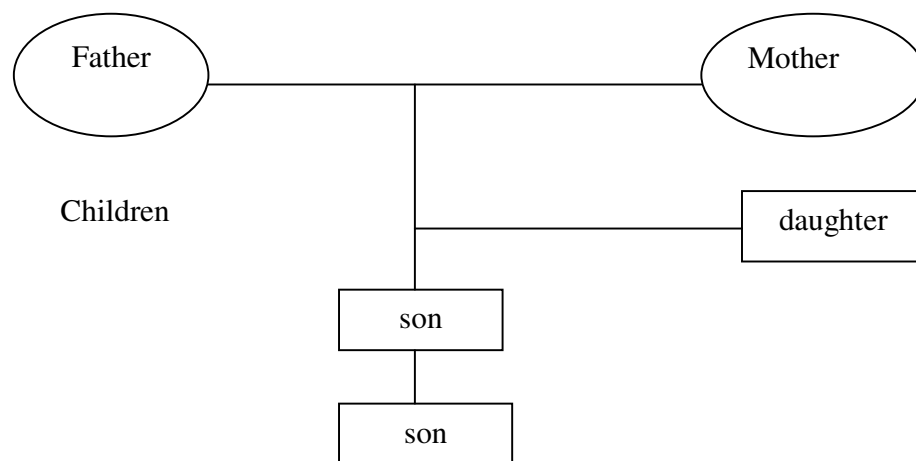 Father
Mother
Children
daughter
son
son